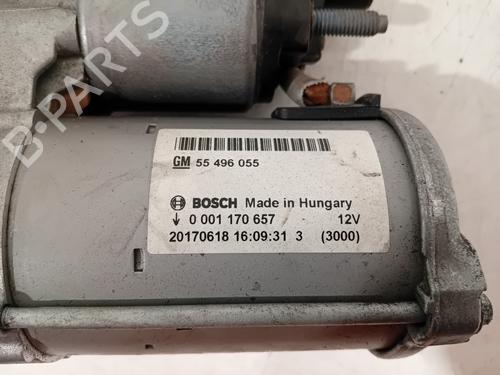 GM 55 496 055
BOSCH Made in Hungary
0 001 170 657 12V
20170618 16:09:31 3 (3000)
B-PARTS